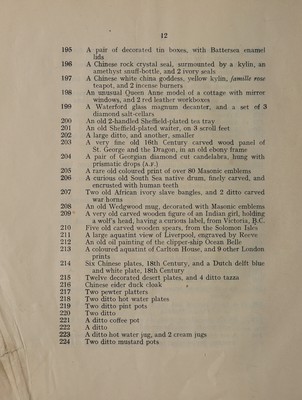 12
195 A pair of decorated tin boxes, with Battersea enamel
lids
196 A Chinese rock crystal seal, surmounted by a kylin, an
amethyst snuff-bottle, and 2 ivory seals
197 A Chinese white china goddess, yellow kylin, famille rose
teapot, and 2 incense burners
198 An unusual Queen Anne model of a cottage with mirror
windows, and 2 red leather workboxes
199 A Waterford glass magnum decanter, and a set of 3
diamond salt-cellars
200 An old 2-handled Sheffield-plated tea tray
201 An old Sheffield-plated waiter, on 3 scroll feet
202 A large ditto, and another, smaller
203 A very fine old 16th Century carved wood panel of
St. George and the Dragon, in an old ebony frame
204 A pair of Georgian diamond cut candelabra, hung with
prismatic drops (A.F.)
205 A rare old coloured print of over 80 Masonic emblems
206 A curious old South Sea native drum, finely carved, and
encrusted with human teeth
207 Two old African ivory slave bangles, and 2 ditto carved
war horns
208 An old Wedgwood mug, decorated with Masonic emblems
209 A very old carved wooden figure of an Indian girl, holding
a wolf's head, having a curious label, from Victoria, B.C.
210 Five old carved wooden spears, from the Solomon Isles
211 A large aquatint view of Liverpool, engraved by Reeve
212 An old oil painting of the clipper-ship Ocean Belle
213 A coloured aquatint of Carlton House, and 9 other London
prints
214 Six Chinese plates, 18th Century, and a Dutch delft blue
and white plate, 18th Century
215 Twelve decorated desert plates, and 4 ditto tazza
216 Chinese eider duck cloak
217 Two pewter platters
218 Two ditto hot water plates
219 Two ditto pint pots
220 Two ditto
221 A ditto coffee pot
222 A ditto
223 A ditto hot water jug, and 2 cream jugs
224 Two ditto mustard pots